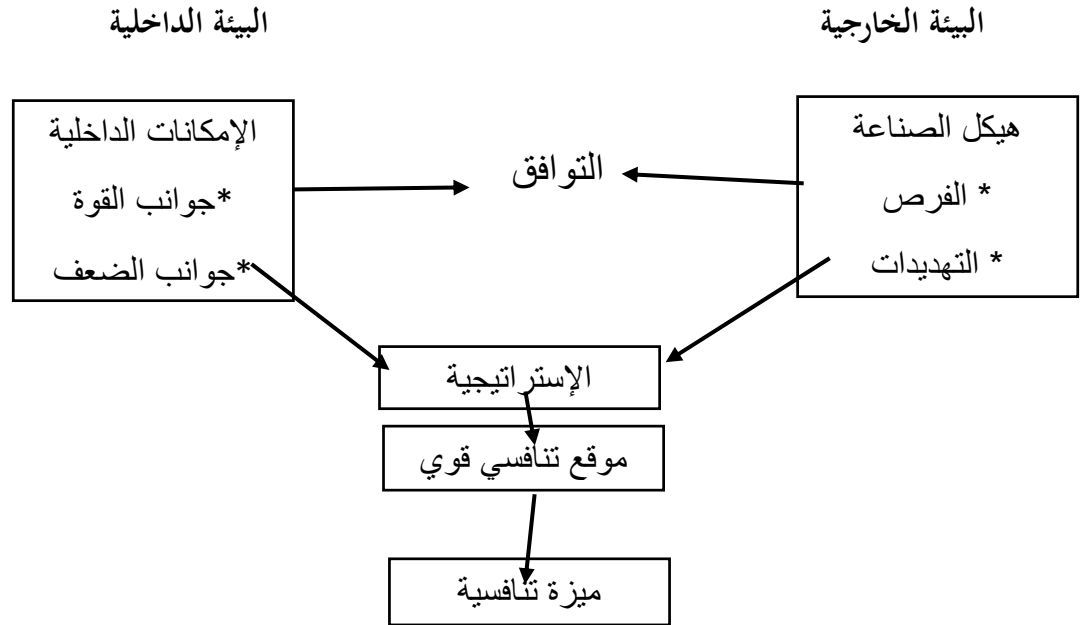 البيئة الخارجية
البيئة الداخلية
هيكل الصناعة
* الفرص
* التهديدات
التوافق
الإمكانات الداخلية
*جوانب القوة
*جوانب الضعف
الإستراتيجية
موقع تنافسي قوي
ميزة تنافسية